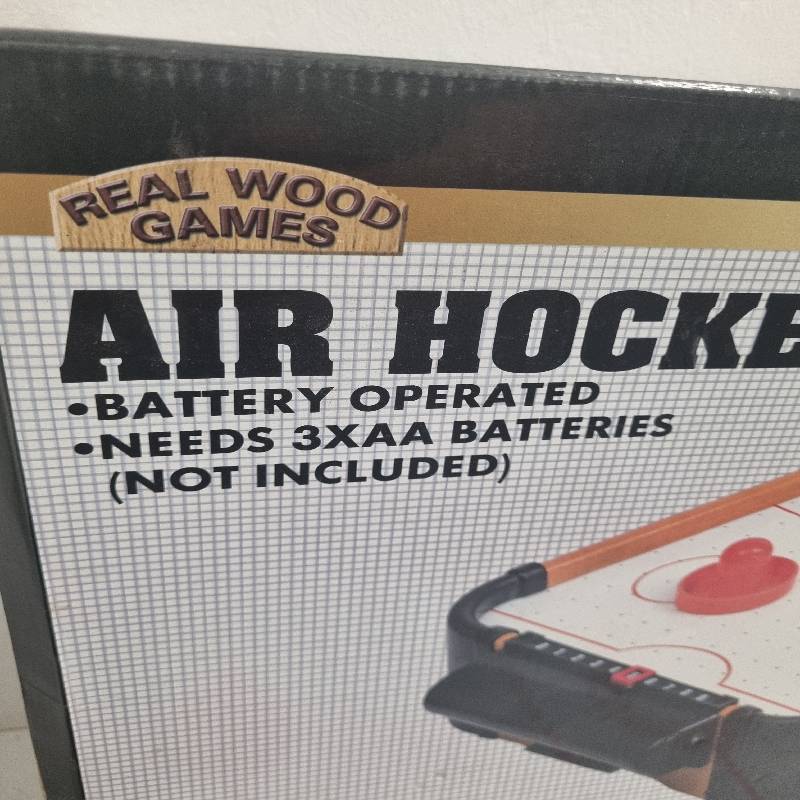 REAL WOOD
GAMES
AIR HOCKE
•BATTERY OPERATED
•NEEDS 3XAA BATTERIES
(NOT INCLUDED)